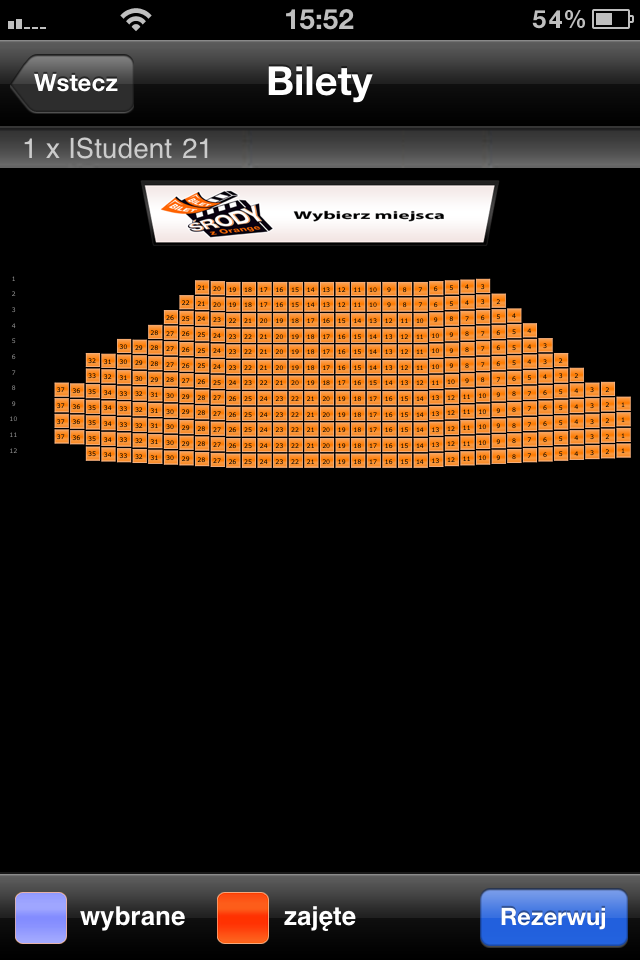 15:52 54%
Wstecz Bilety
1 x IStudent 21
BILET BILET
ŚRODY
z Orange
Wybierz miejsca
1 21 20 19 18 17 16 15 14 13 12 11 10 9 8 7 6 5 4 3
2 22 21 20 19 18 17 16 15 14 13 12 11 10 9 8 7 6 5 4 3 2
3 26 25 24 23 22 21 20 19 18 17 16 15 14 13 12 11 10 9 8 7 6 5 4
4 28 27 26 25 24 23 22 21 20 19 18 17 16 15 14 13 12 11 10 9 8 7 6 5 4
5 30 29 28 27 26 25 24 23 22 21 20 19 18 17 16 15 14 13 12 11 10 9 8 7 6 5 4 3
6 32 31 30 29 28 27 26 25 24 23 22 21 20 19 18 17 16 15 14 13 12 11 10 9 8 7 6 5 4 3 2
7 33 32 31 30 29 28 27 26 25 24 23 22 21 20 19 18 17 16 15 14 13 12 11 10 9 8 7 6 5 4 3 2
8 37 36 35 34 33 32 31 30 29 28 27 26 25 24 23 22 21 20 19 18 17 16 15 14 13 12 11 10 9 8 7 6 5 4 3 2
9 37 36 35 34 33 32 31 30 29 28 27 26 25 24 23 22 21 20 19 18 17 16 15 14 13 12 11 10 9 8 7 6 5 4 3 2 1
10 37 36 35 34 33 32 31 30 29 28 27 26 25 24 23 22 21 20 19 18 17 16 15 14 13 12 11 10 9 8 7 6 5 4 3 2 1
11 37 36 35 34 33 32 31 30 29 28 27 26 25 24 23 22 21 20 19 18 17 16 15 14 13 12 11 10 9 8 7 6 5 4 3 2 1
12 35 34 33 32 31 30 29 28 27 26 25 24 23 22 21 20 19 18 17 16 15 14 13 12 11 10 9 8 7 6 5 4 3 2 1
wybrane zajęte Rezerwuj